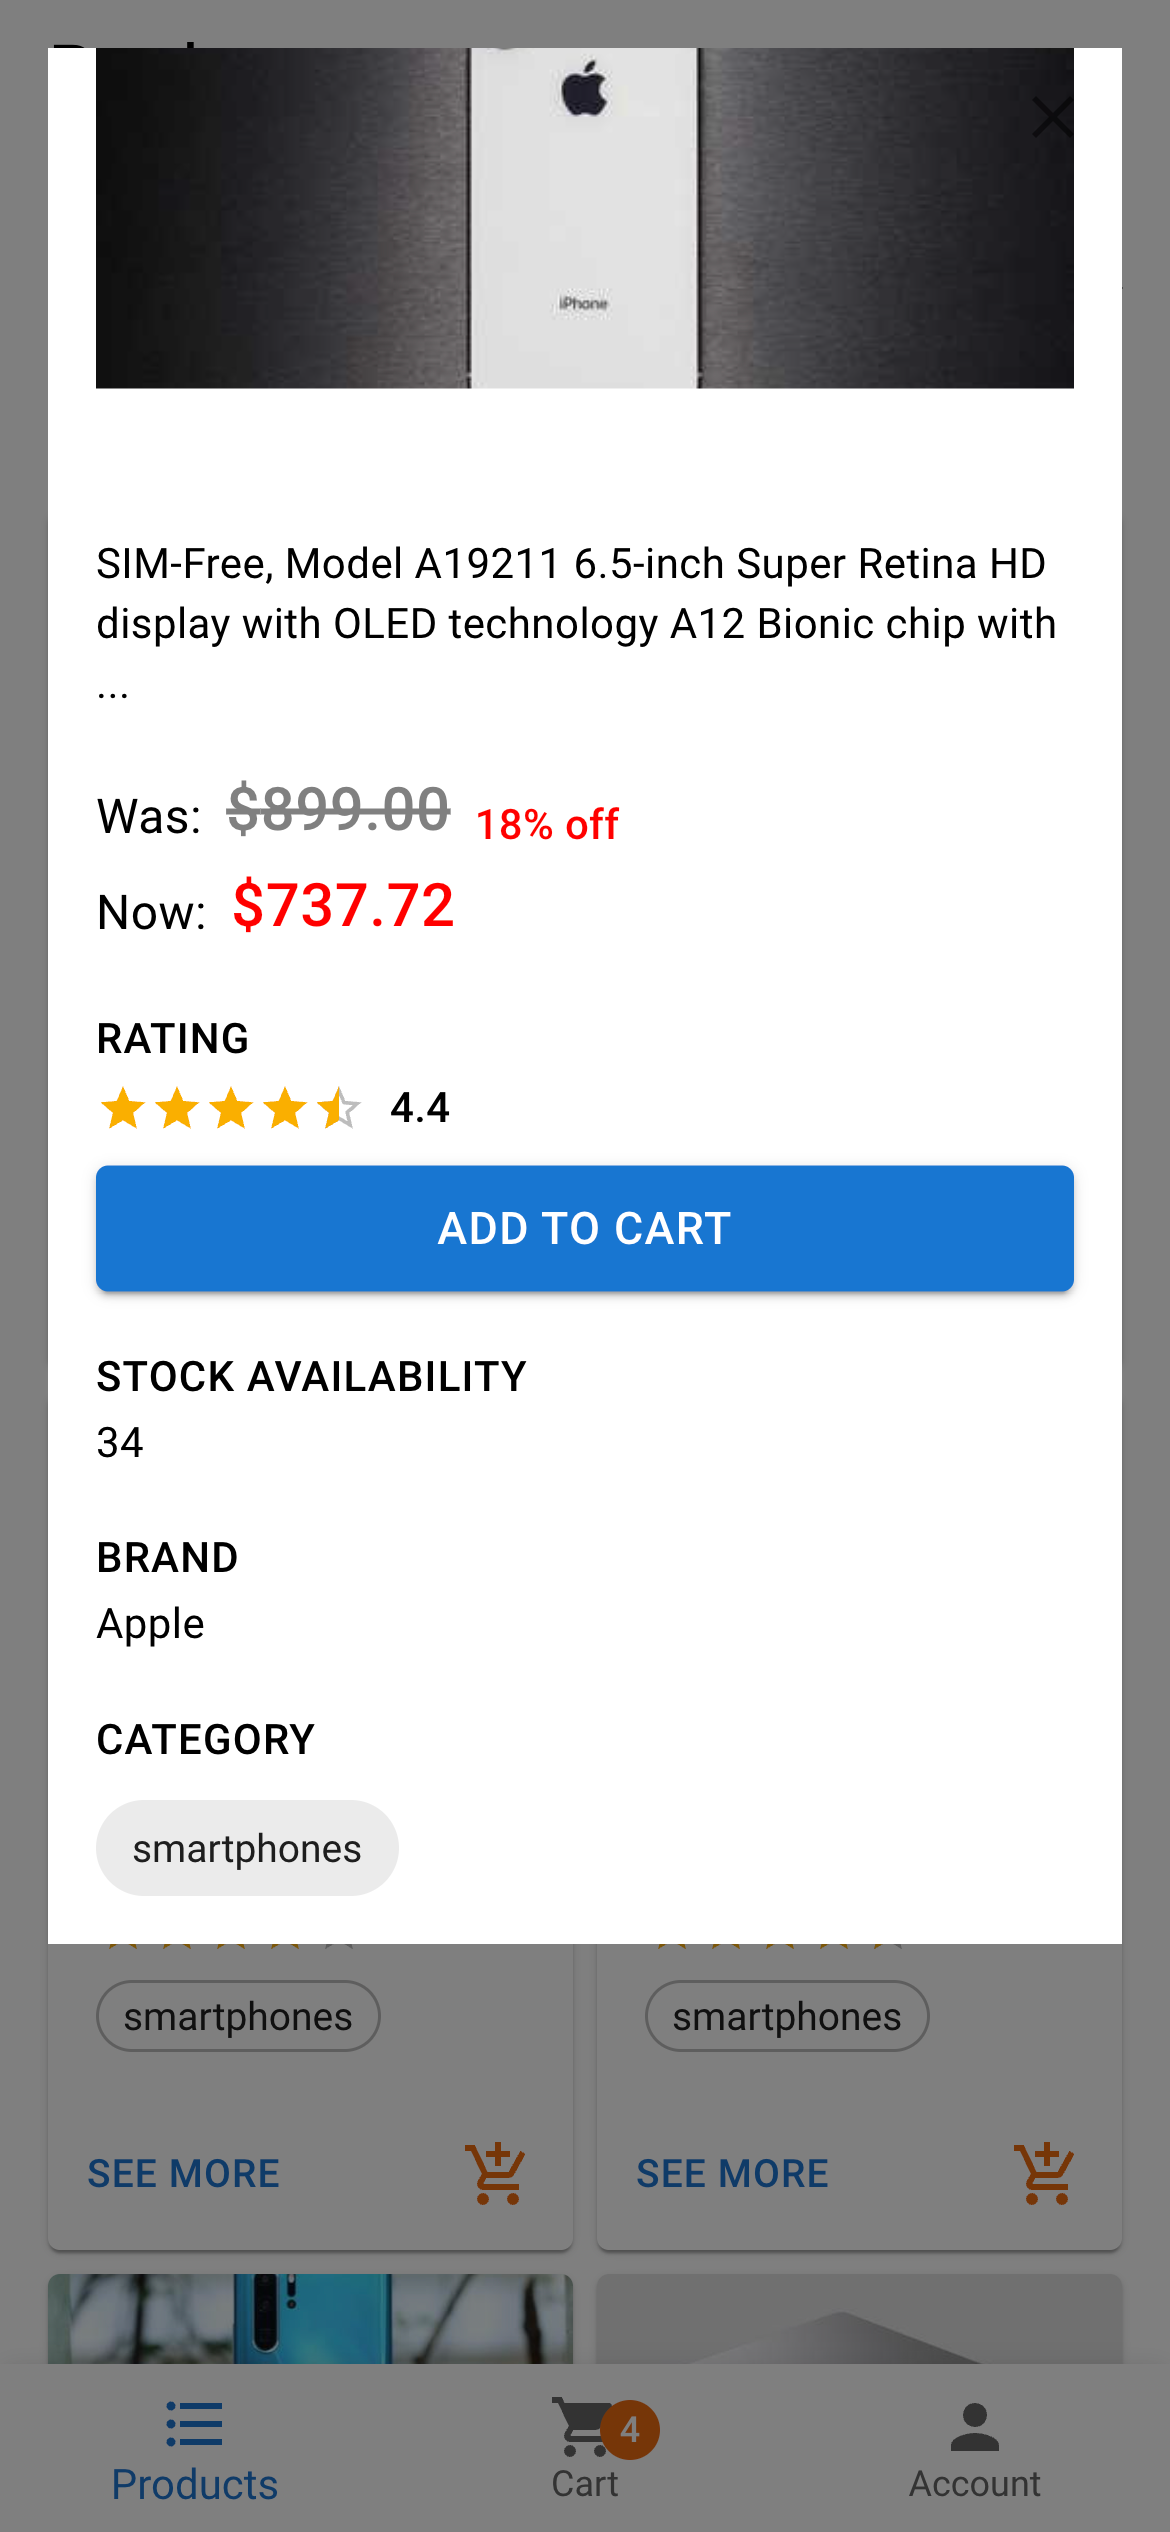 iPhone
SIM-Free, Model A19211 6.5-inch Super Retina HD
display with OLED technology A12 Bionic chip with
...
Was: $899.00 18% off
Now: $737.72
RATING
4.4
ADD TO CART
STOCK AVAILABILITY
34
BRAND
Apple
CATEGORY
smartphones
smartphones smartphones
SEE MORE SEE MORE
4
Products Cart Account